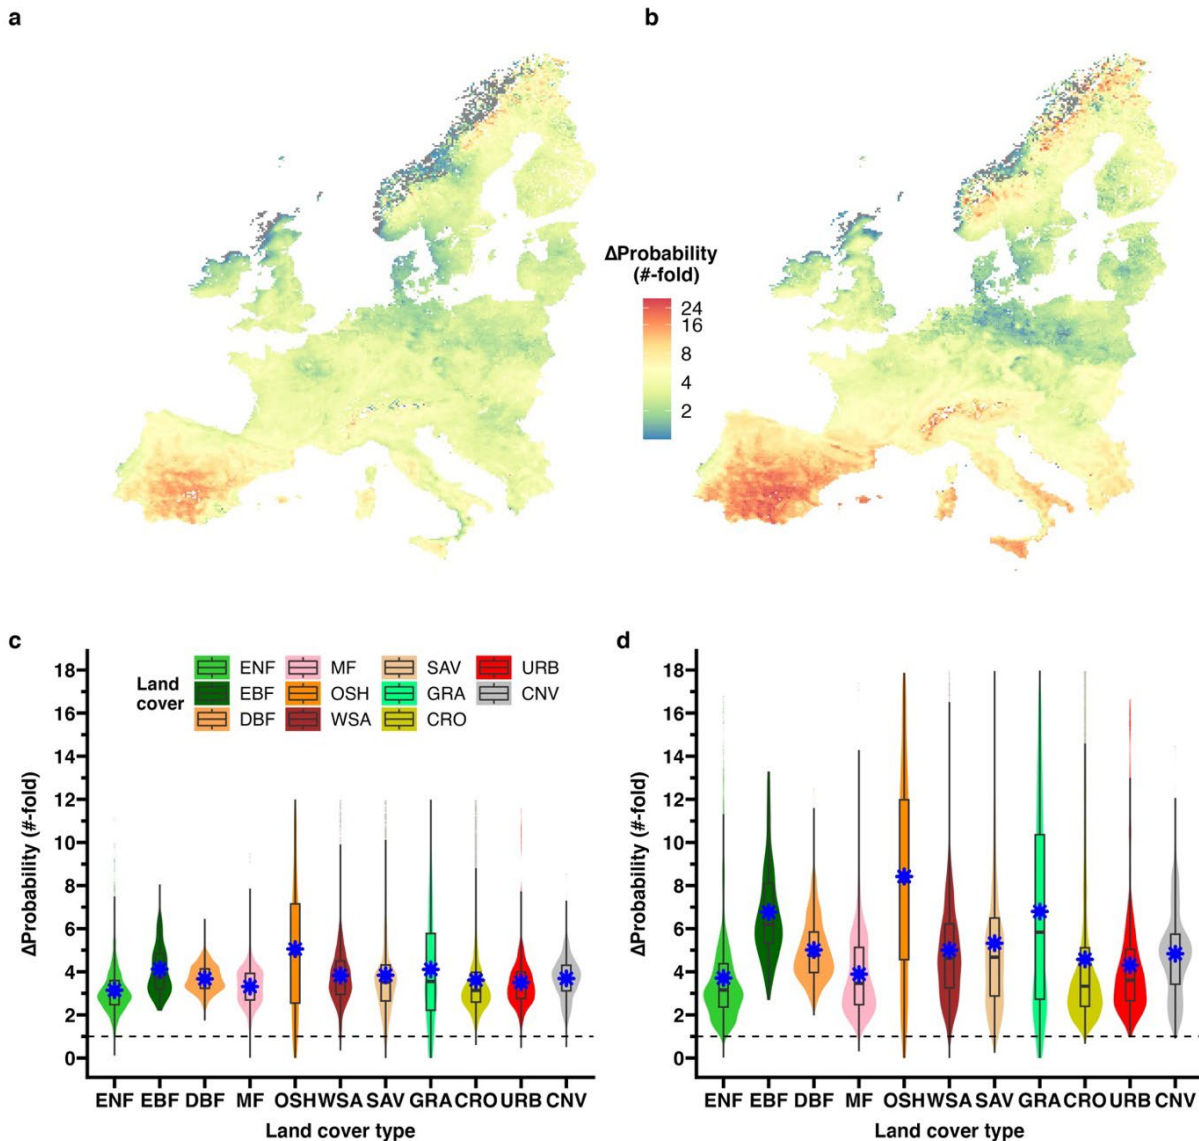 a
b
ΔProbability
(#-fold)
24
16
8
4
2
c
d
Land
cover
ENF
MF
SAV
URB
EBF
OSH
GRA
CNV
DBF
WSA
CRO
ΔProbability (#-fold)
18
16
14
12
10
8
6
4
2
0
ENF EBF DBF MF OSH WSA SAV GRA CRO URB CNV
Land cover type
ΔProbability (#-fold)
18
16
14
12
10
8
6
4
2
0
ENF EBF DBF MF OSH WSA SAV GRA CRO URB CNV
Land cover type